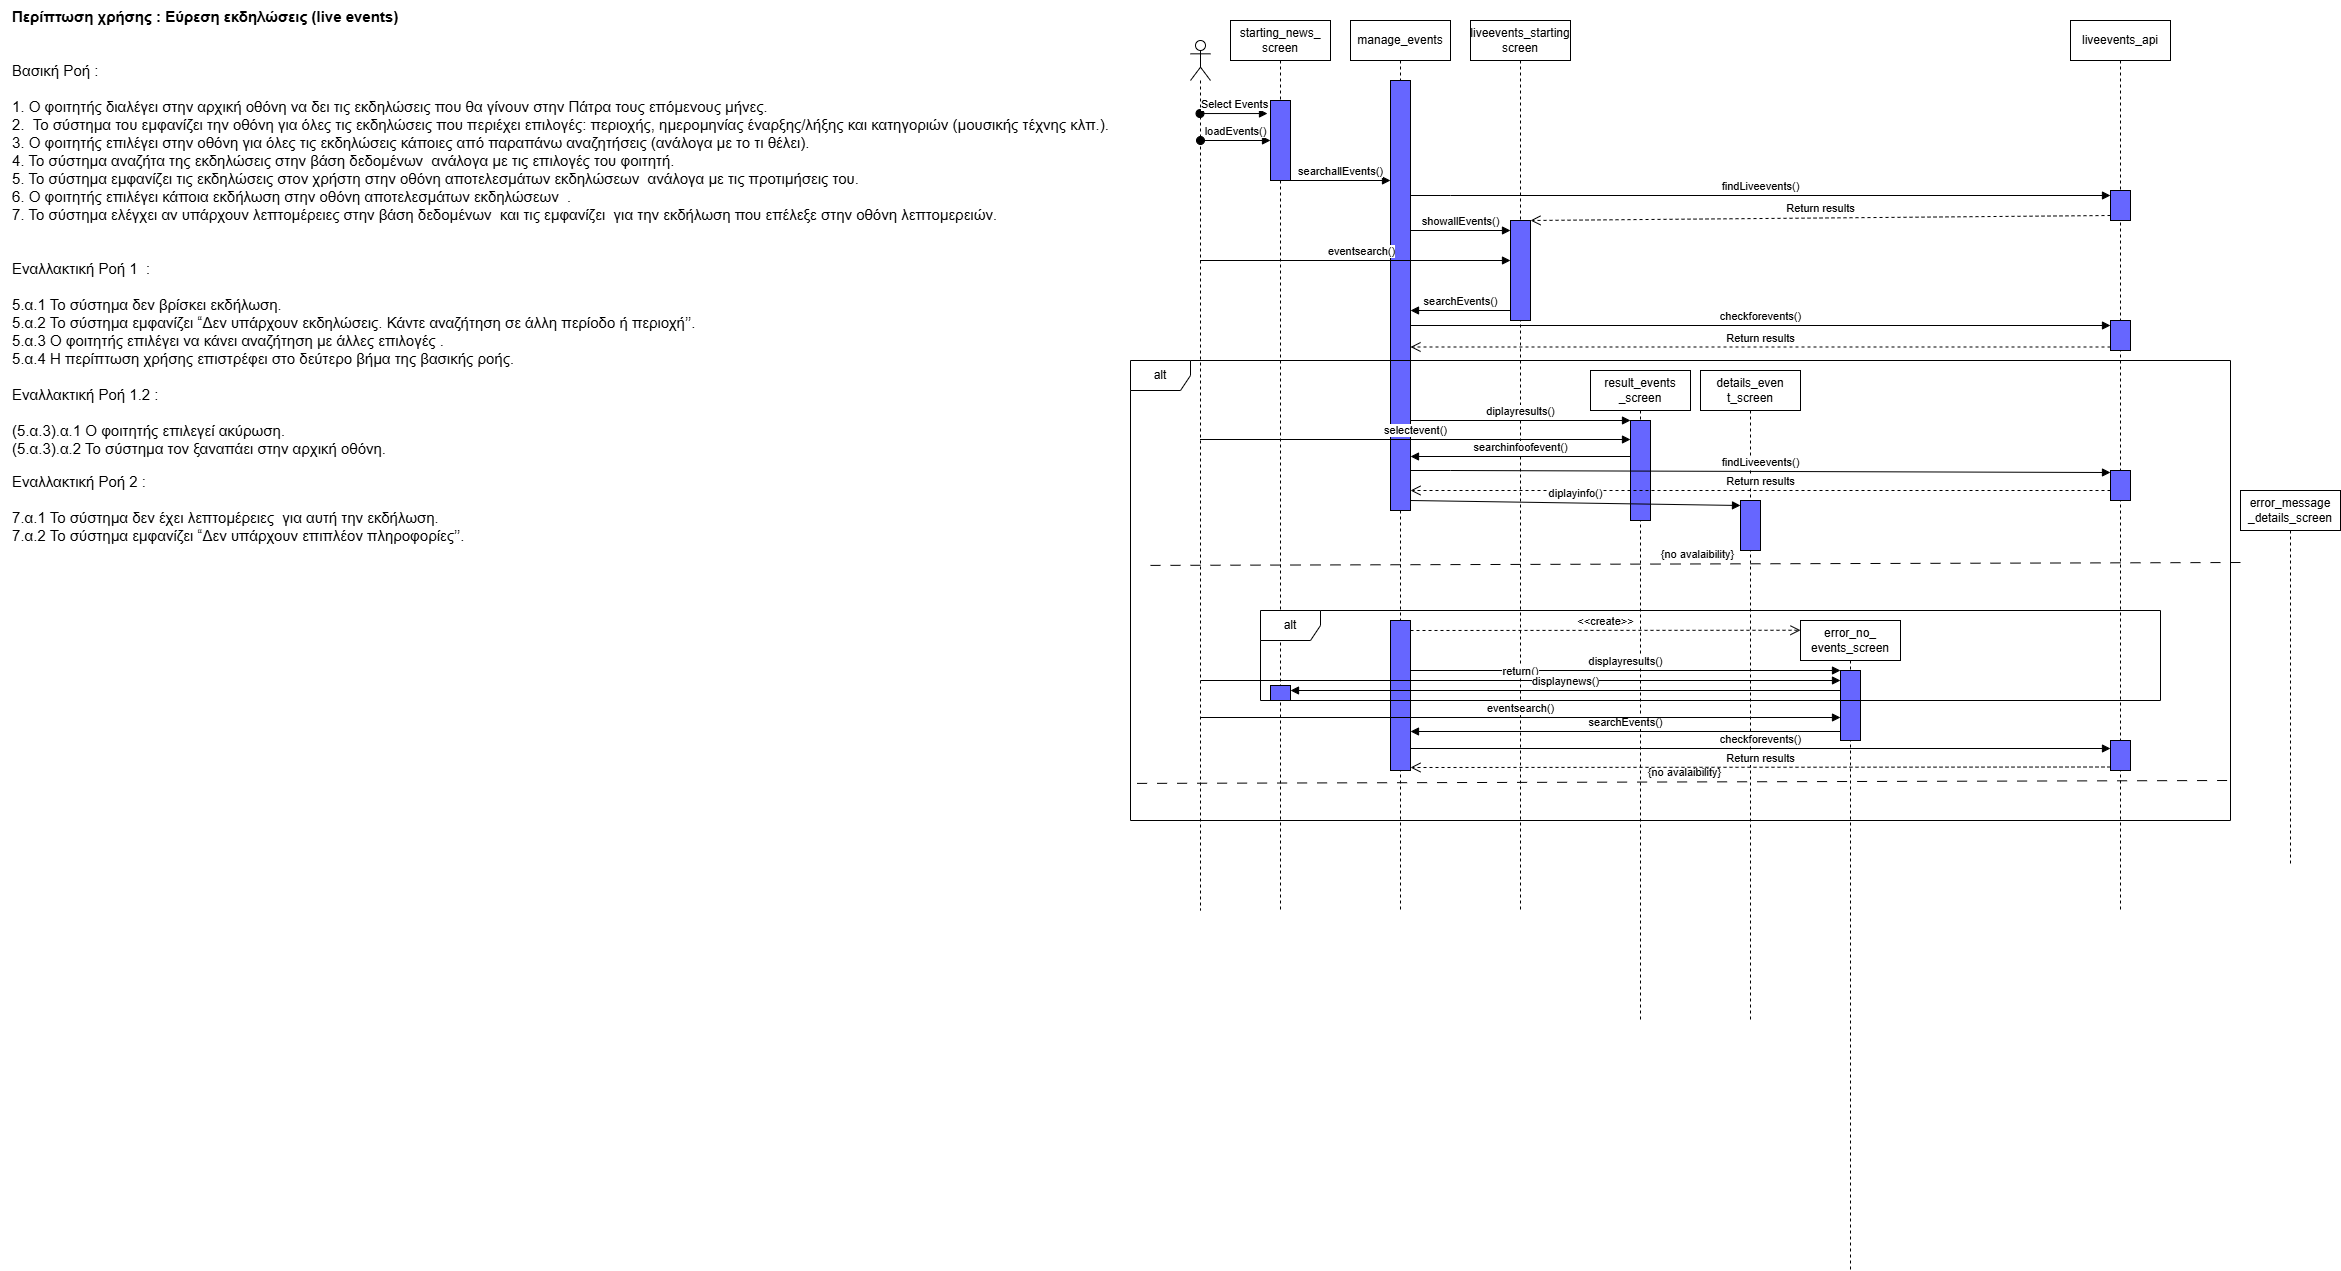 Περίπτωση χρήσης : Εύρεση εκδηλώσεις (live events)
Βασική Ροή :
1. Ο φοιτητής διαλέγει στην αρχική οθόνη να δει τις εκδηλώσεις που θα γίνουν στην Πάτρα τους επόμενους μήνες.
2.  Το σύστημα του εμφανίζει την οθόνη για όλες τις εκδηλώσεις που περιέχει επιλογές: περιοχής, ημερομηνίας έναρξης/λήξης και κατηγοριών (μουσικής τέχνης κλπ.).
3. Ο φοιτητής επιλέγει στην οθόνη για όλες τις εκδηλώσεις κάποιες από παραπάνω αναζητήσεις (ανάλογα με το τι θέλει).
4. Το σύστημα αναζήτα της εκδηλώσεις στην βάση δεδομένων  ανάλογα με τις επιλογές του φοιτητή.
5. Το σύστημα εμφανίζει τις εκδηλώσεις στον χρήστη στην οθόνη αποτελεσμάτων εκδηλώσεων  ανάλογα με τις προτιμήσεις του.
6. Ο φοιτητής επιλέγει κάποια εκδήλωση στην οθόνη αποτελεσμάτων εκδηλώσεων  .
7. Το σύστημα ελέγχει αν υπάρχουν λεπτομέρειες στην βάση δεδομένων  και τις εμφανίζει  για την εκδήλωση που επέλεξε στην οθόνη λεπτομερειών.
Εναλλακτική Ροή 1  :
5.α.1 Το σύστημα δεν βρίσκει εκδήλωση.
5.α.2 Το σύστημα εμφανίζει “Δεν υπάρχουν εκδηλώσεις. Κάντε αναζήτηση σε άλλη περίοδο ή περιοχή’’.
5.α.3 Ο φοιτητής επιλέγει να κάνει αναζήτηση με άλλες επιλογές .
5.α.4 Η περίπτωση χρήσης επιστρέφει στο δεύτερο βήμα της βασικής ροής.
Εναλλακτική Ροή 1.2 :
(5.α.3).α.1 Ο φοιτητής επιλεγεί ακύρωση.
(5.α.3).α.2 Το σύστημα τον ξαναπάει στην αρχική οθόνη.
Εναλλακτική Ροή 2 :
7.α.1 Το σύστημα δεν έχει λεπτομέρειες  για αυτή την εκδήλωση.
7.α.2 Το σύστημα εμφανίζει “Δεν υπάρχουν επιπλέον πληροφορίες’’.
starting_news_
screen
manage_events
liveevents_starting
screen
liveevents_api
Select Events
loadEvents()
searchallEvents()
findLiveevents()
Return results
showallEvents()
eventsearch()
searchEvents()
checkforevents()
Return results
alt
result_events
_screen
details_even
t_screen
diplayresults()
selectevent()
searchinfoofevent()
findLiveevents()
Return results
diplayinfo()
error_message
_details_screen
{no avalaibility}
alt
<<create>>
error_no_
events_screen
displayresults()
return()
displaynews()
eventsearch()
searchEvents()
checkforevents()
Return results
{no avalaibility}